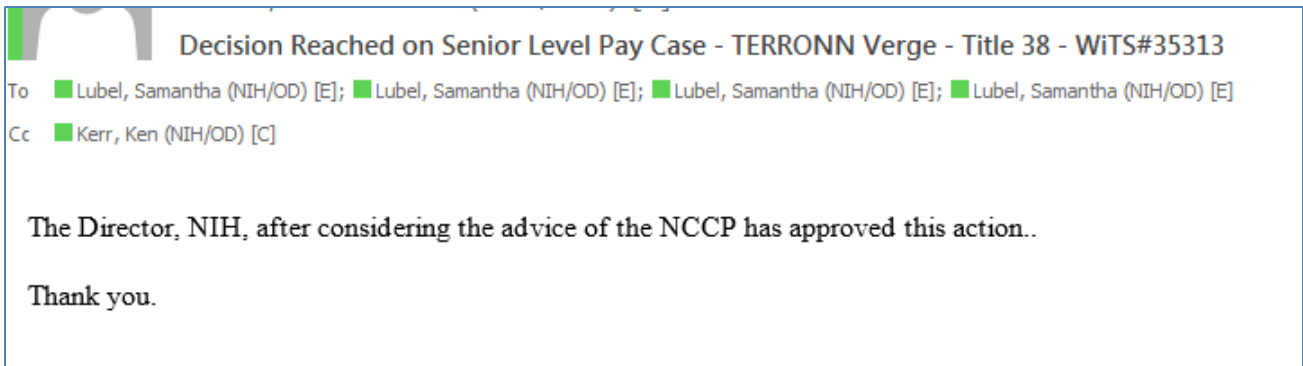 Decision Reached on Senior Level Pay Case - TERRONN Verge - Title 38 - WiTS#35313
To Lubel, Samantha (NIH/OD) [E]; Lubel, Samantha (NIH/OD) [E]; Lubel, Samantha (NIH/OD) [E]; Lubel, Samantha (NIH/OD) [E]
Cc Kerr, Ken (NIH/OD) [C]
The Director, NIH, after considering the advice of the NCCP has approved this action..
Thank you.